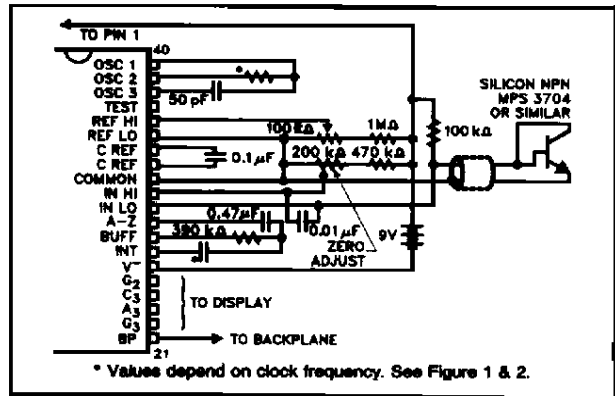 TO PIN 1
40
OSC 1
OSC 2
OSC 3
TEST
REF HI
REF LO
C REF
C REF
COMMON
IN HI
IN LO
A-Z
BUFF
INT
V-
G2
C3
A3
G3
BP
21
*
50 pF
0.1 μF
100 kΩ
1MΩ
200 kΩ
470 kΩ
100 kΩ
0.47μF
390 kΩ
0.01 μF
ZERO
ADJUST
9V
SILICON NPN
MPS 3704
OR SIMILAR
TO DISPLAY
TO BACKPLANE
* Values depend on clock frequency. See Figure 1 & 2.